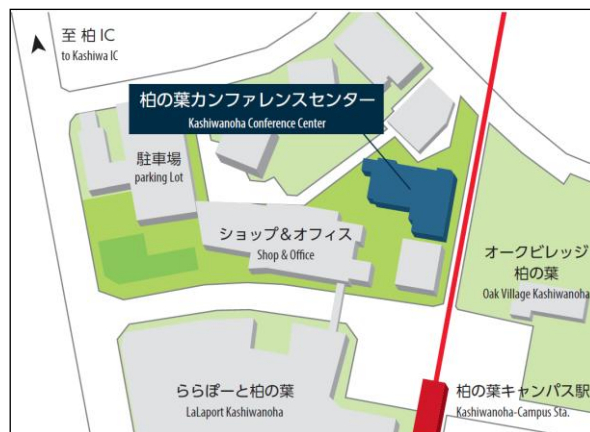 至 柏 IC
to Kashiwa IC
柏の葉カンファレンスセンター
Kashiwanoha Conference Center
駐車場
parking Lot
ショップ＆オフィス
Shop & Office
オークビレッジ
柏の葉
Oak Village Kashiwanoha
ららぽーと柏の葉
LaLaport Kashiwanoha
柏の葉キャンパス駅
Kashiwanoha-Campus Sta.